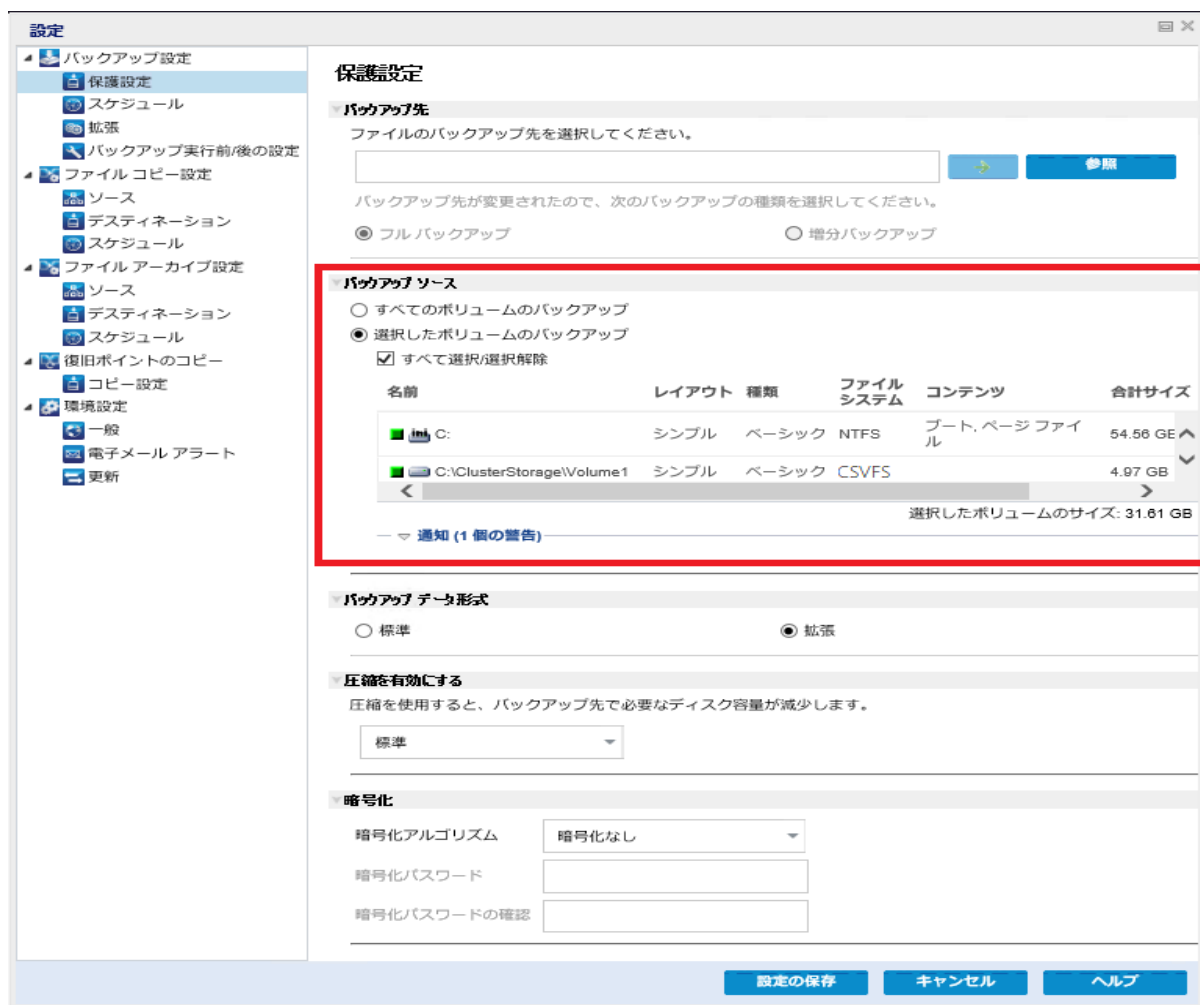 設定
バックアップ設定
保護設定
スケジュール
拡張
バックアップ実行前/後の設定
ファイル コピー設定
ソース
デスティネーション
スケジュール
ファイル アーカイブ設定
ソース
デスティネーション
スケジュール
復旧ポイントのコピー
コピー設定
環境設定
一般
電子メール アラート
更新
保護設定
バックアップ先
ファイルのバックアップ先を選択してください。
参照
バックアップ先が変更されたので、次のバックアップの種類を選択してください。
フル バックアップ 増分バックアップ
バックアップ ソース
すべてのボリュームのバックアップ
選択したボリュームのバックアップ
すべて選択/選択解除
名前 レイアウト 種類 ファイル システム コンテンツ 合計サイズ
C: シンプル ベーシック NTFS ブート, ページ ファイル 54.56 GE
C:\ClusterStorage\Volume1 シンプル ベーシック CSVFS 4.97 GB
選択したボリュームのサイズ: 31.61 GB
通知 (1 個の警告)
バックアップ データ形式
標準 拡張
圧縮を有効にする
圧縮を使用すると、バックアップ先で必要なディスク容量が減少します。
標準
暗号化
暗号化アルゴリズム 暗号化なし
暗号化パスワード
暗号化パスワードの確認
設定の保存 キャンセル ヘルプ